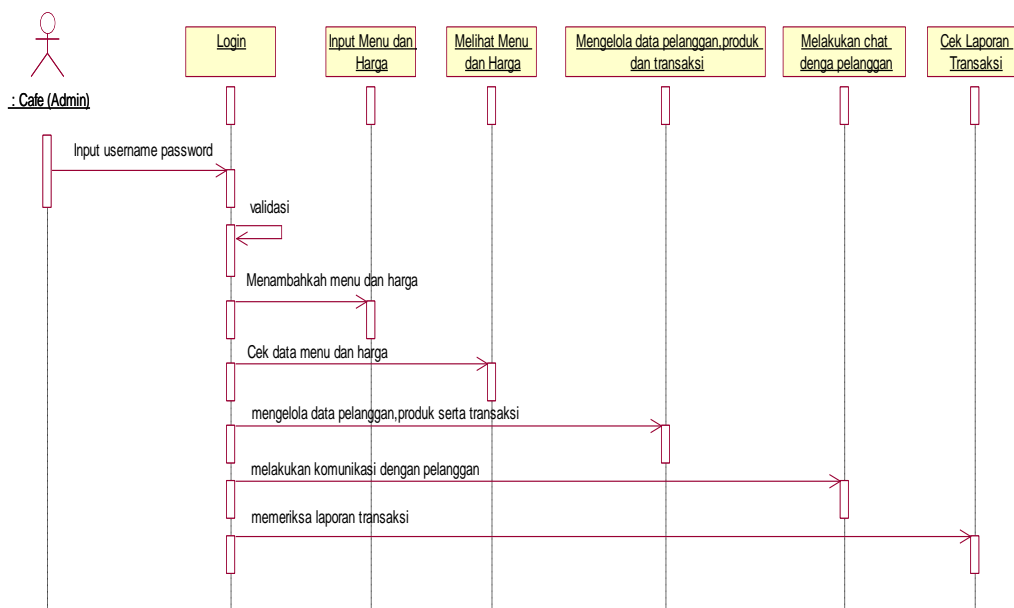 Login
Input Menu dan
Harga
Melihat Menu
dan Harga
Mengelola data pelanggan,produk
dan transaksi
Melakukan chat
denga pelanggan
Cek Laporan
Transaksi
: Cafe (Admin)
Input username password
validasi
Menambahkah menu dan harga
Cek data menu dan harga
mengelola data pelanggan,produk serta transaksi
melakukan komunikasi dengan pelanggan
memeriksa laporan transaksi